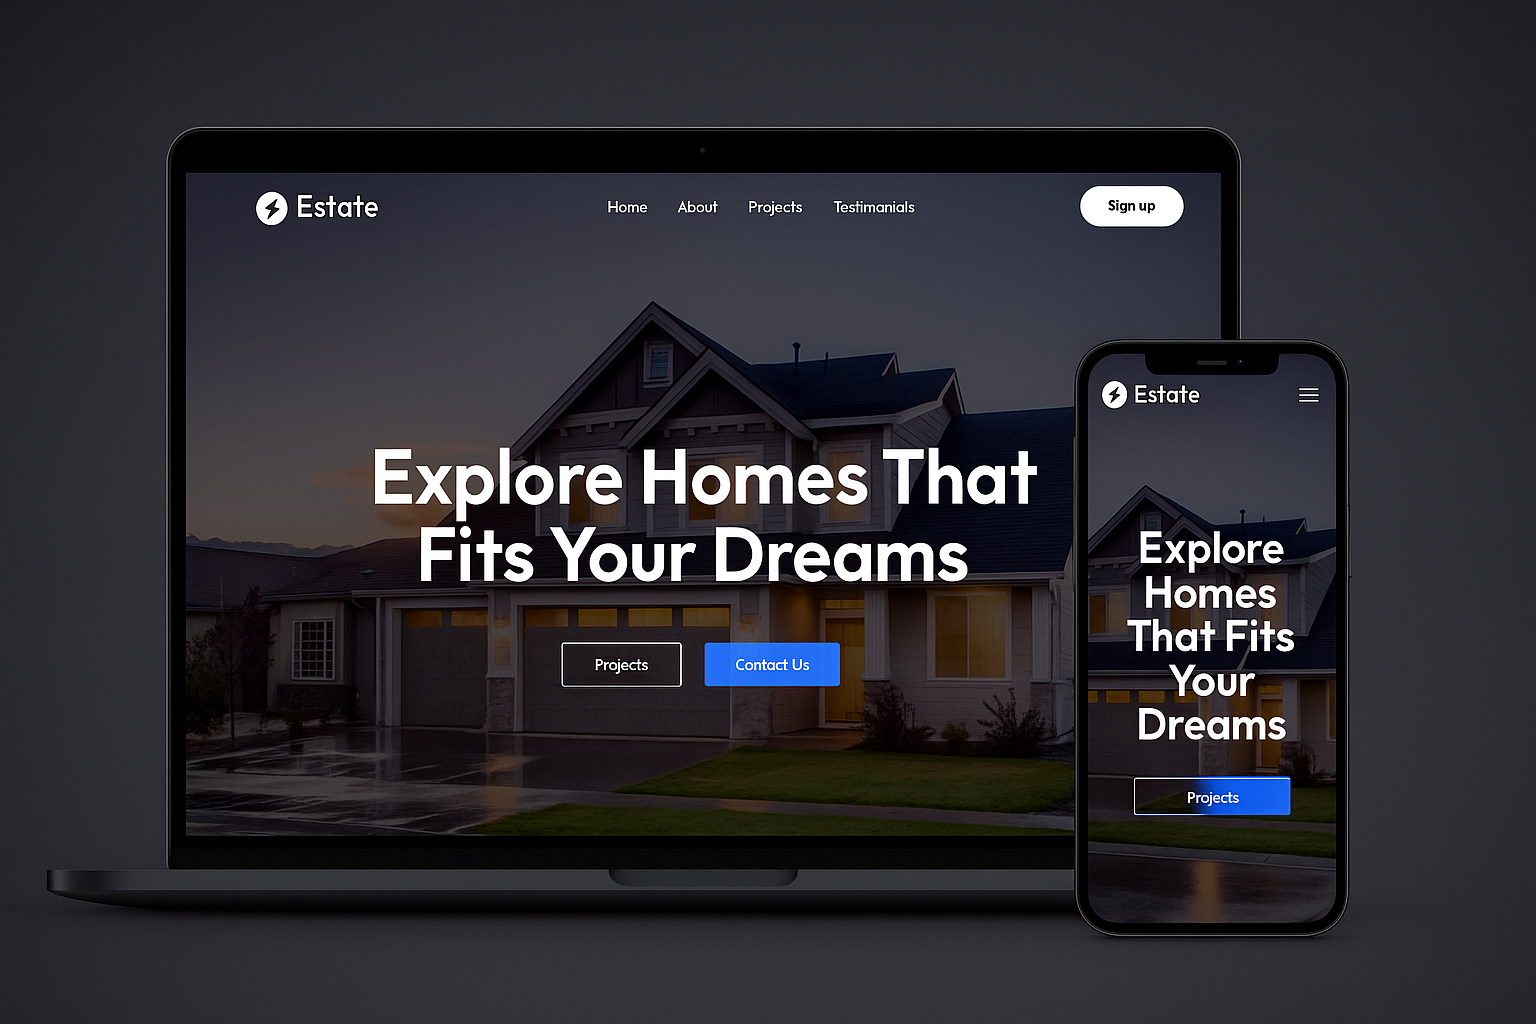 Estate
Home
About
Projects
Testimanials
Sign up
Explore Homes That
Fits Your Dreams
Projects
Contact Us
Estate
Explore
Homes
That Fits
Your
Dreams
Projects